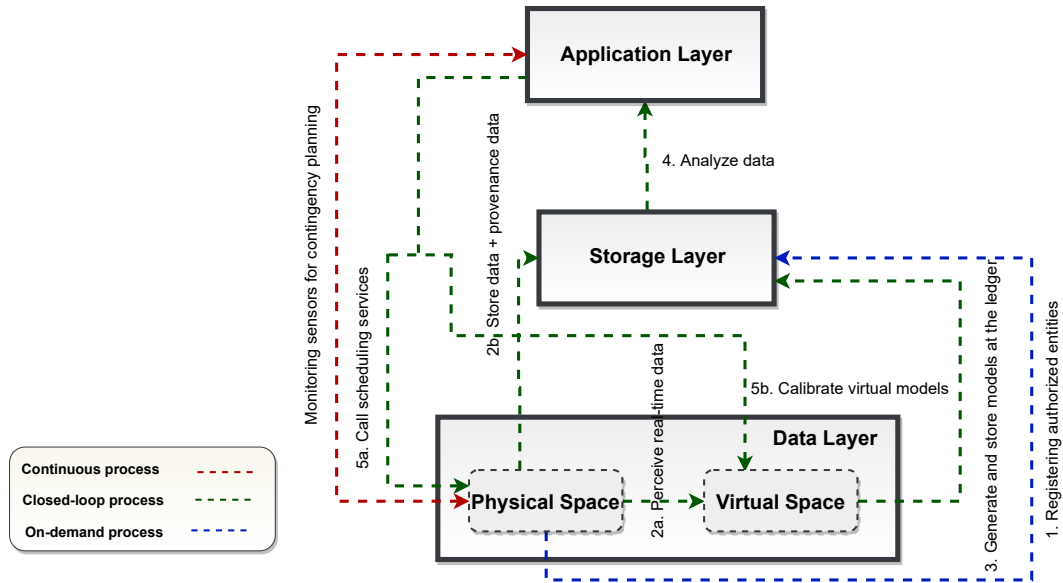 Application Layer
Monitoring sensors for contingency planning
4. Analyze data
2b. Store data + provenance data
Storage Layer
5a. Call scheduling services
2a. Perceive real-time data
5b. Calibrate virtual models
3. Generate and store models at the ledger
1. Registering authorized entities
Data Layer
Physical Space
Virtual Space
Continuous process
Closed-loop process
On-demand process